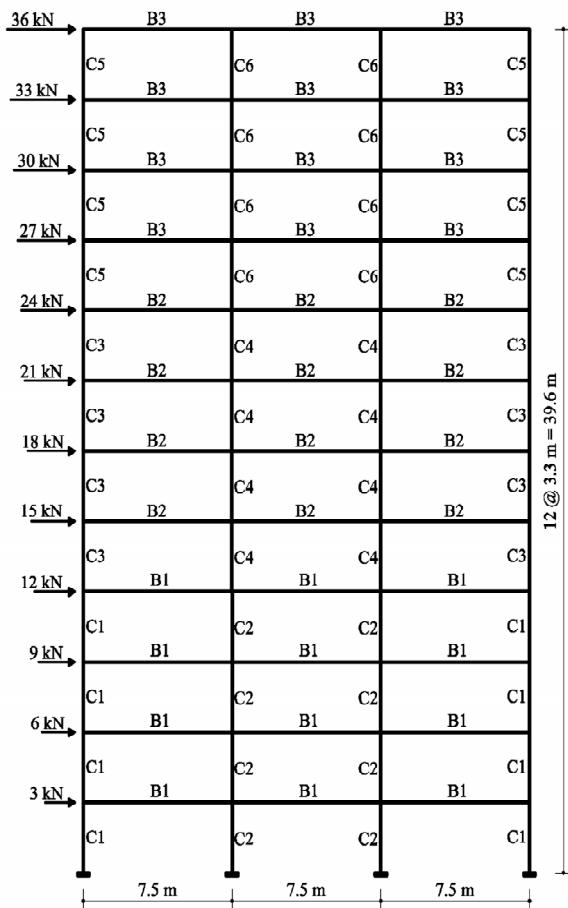 36 kN B3 B3 B3
C5 C6 C6 C5
33 kN B3 B3 B3
C5 C6 C6 C5
30 kN B3 B3 B3
C5 C6 C6 C5
27 kN B3 B3 B3
C5 C6 C6 C5
24 kN B2 B2 B2
C3 C4 C4 C3
21 kN B2 B2 B2
C3 C4 C4 C3
18 kN B2 B2 B2
C3 C4 C4 C3
15 kN B2 B2 B2
C3 C4 C4 C3
12 kN B1 B1 B1
C1 C2 C2 C1
9 kN B1 B1 B1
C1 C2 C2 C1
6 kN B1 B1 B1
C1 C2 C2 C1
3 kN B1 B1 B1
C1 C2 C2 C1
7.5 m 7.5 m 7.5 m
12 @ 3.3 m = 39.6 m